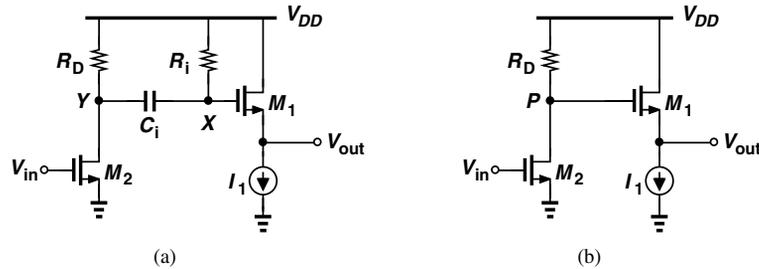 V_DD
R_D
R_i
Y
C_i
X
M_1
V_in
M_2
V_out
I_1
(a)
V_DD
R_D
P
M_1
V_in
M_2
V_out
I_1
(b)